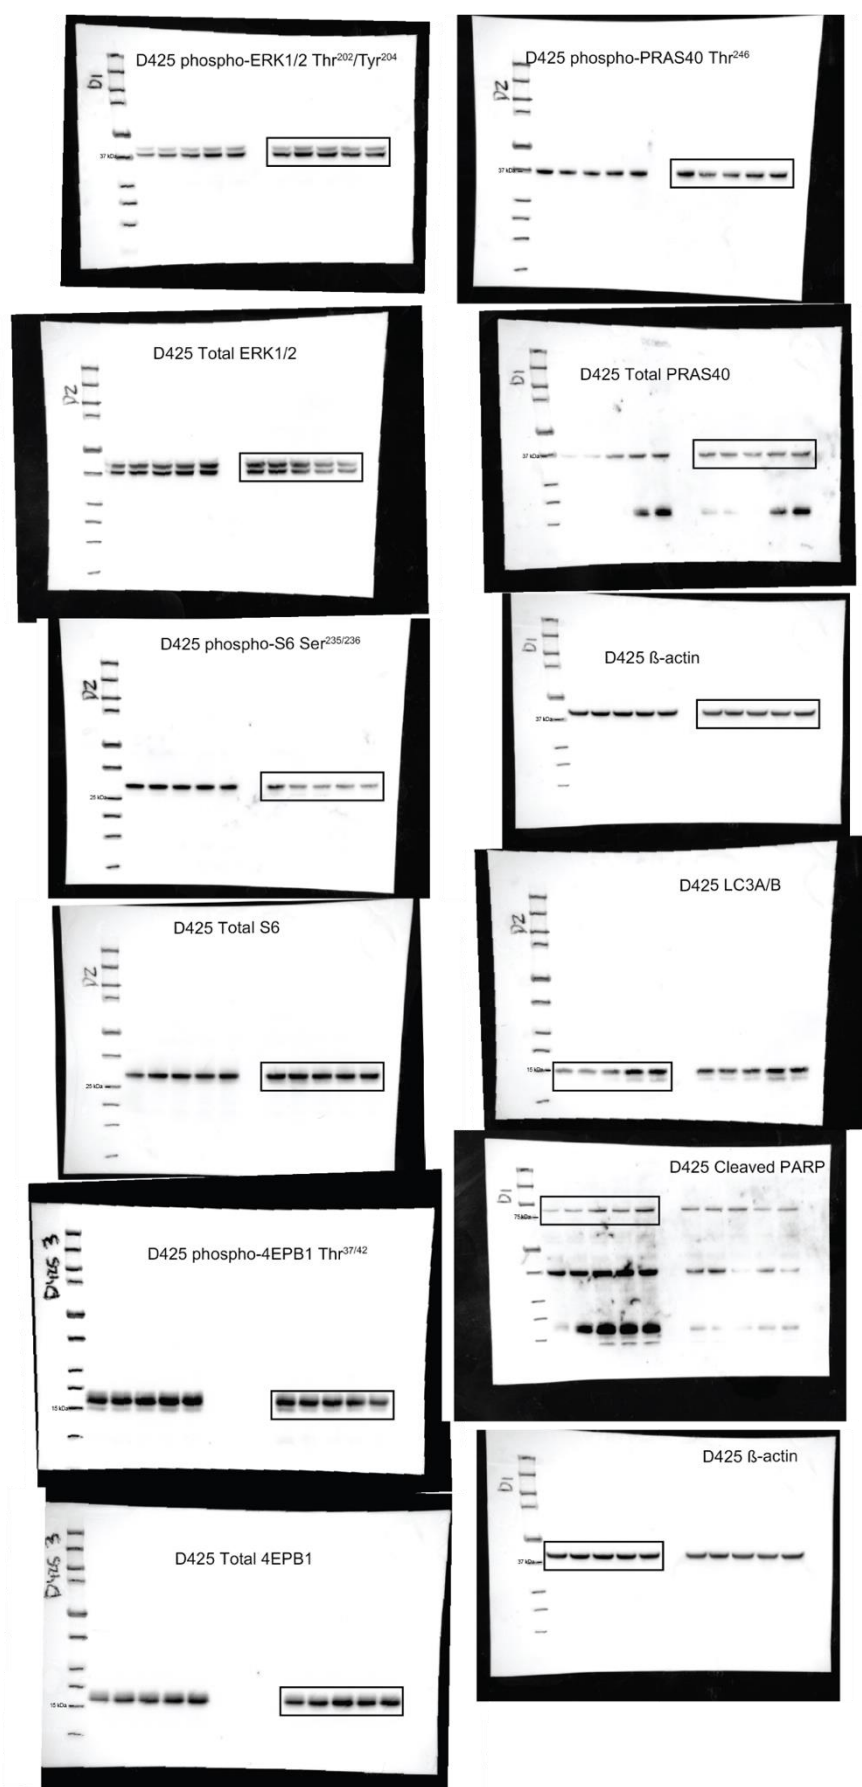 D425 phospho-ERK1/2 Thr202/Tyr204
D1
37 kDa
D425 phospho-PRAS40 Thr246
D2
37 kDa
D425 Total ERK1/2
D2
D425 Total PRAS40
D1
37 kDa
D425 phospho-S6 Ser235/236
D2
25 kDa
D425 ß-actin
D1
37 kDa
D425 Total S6
D2
25 kDa
D425 LC3A/B
D2
15 kDa
D425 phospho-4EPB1 Thr37/42
D425 3
15 kDa
D425 Cleaved PARP
D1
75 kDa
D425 Total 4EPB1
D425 3
15 kDa
D425 ß-actin
D1
37 kDa